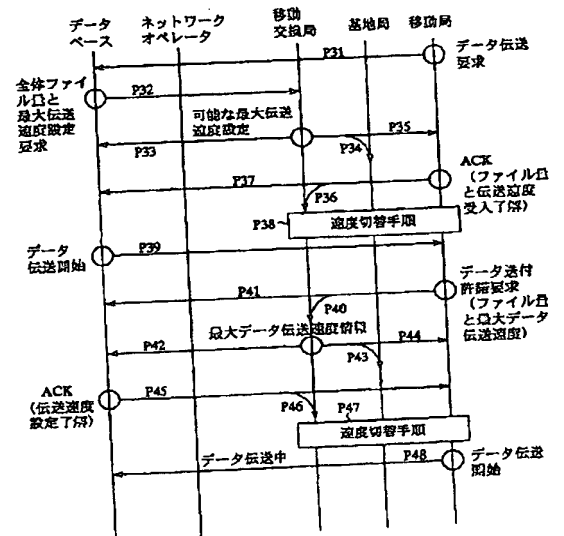 データ
ベース
ネットワーク
オペレータ
移動
交換局
基地局
移動局
P31
データ伝送
要求
全体ファイ
ル量と
最大伝送
速度設定
要求
P32
可能な最大伝送
速度設定
P33
P34
P35
ACK
(ファイル量
と伝送速度
受入了解)
P37
P36
P38
速度切替手順
データ
伝送開始
P39
データ送付
許諾要求
(ファイル量
と最大データ
伝送速度)
P41
P40
最大データ伝送速度情報
P42
P43
P44
ACK
(伝送速度
設定了解)
P45
P46
P47
速度切替手順
データ伝送中
P48
データ伝送
開始